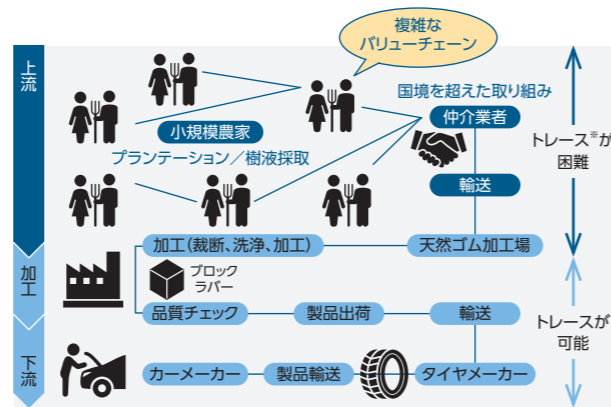 複雑な
バリューチェーン
上流
国境を超えた取り組み
小規模農家
仲介業者
プランテーション／樹液採取
トレース※が
困難
輸送
加工（裁断、洗浄、加工）
天然ゴム加工場
加工
ブロック
ラバー
品質チェック
製品出荷
輸送
トレースが
可能
下流
カーメーカー
製品輸送
タイヤメーカー